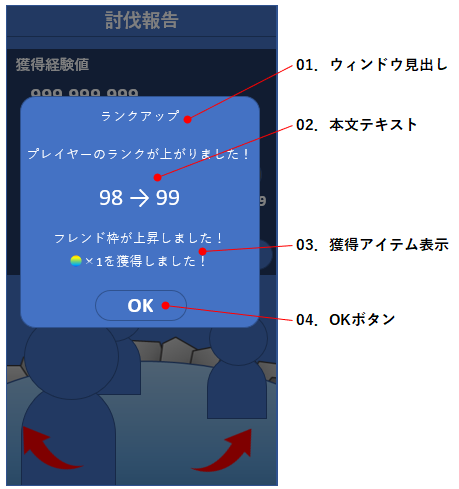 討伐報告
獲得経験値
999,999,999
ランクアップ
プレイヤーのランクが上がりました！
98 → 99
9
フレンド枠が上昇しました！
×1を獲得しました！
OK
01．ウィンドウ見出し
02．本文テキスト
03．獲得アイテム表示
04．OKボタン